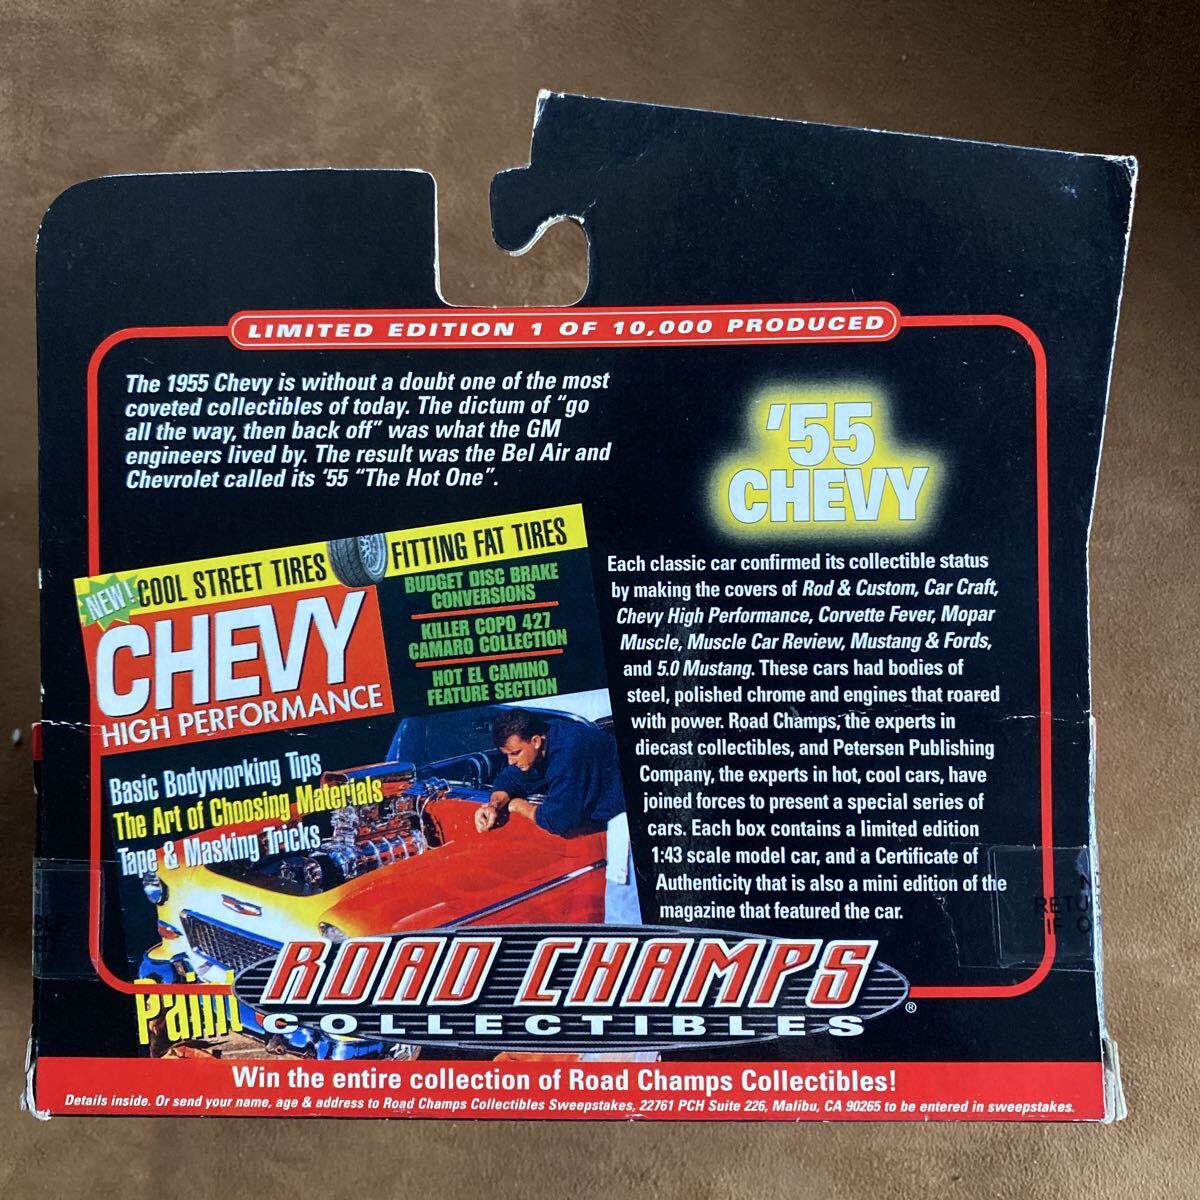 LIMITED EDITION 1 OF 10,000 PRODUCED
The 1955 Chevy is without a doubt one of the most
coveted collectibles of today. The dictum of "go
all the way, then back off" was what the GM
engineers lived by. The result was the Bel Air and
Chevrolet called its '55 "The Hot One".
'55
CHEVY
NEW! COOL STREET TIRES
FITTING FAT TIRES
CHEVY
HIGH PERFORMANCE
BUDGET DISC BRAKE
CONVERSIONS
KILLER COPO 427
CAMARO COLLECTION
HOT EL CAMINO
FEATURE SECTION
Basic Bodyworking Tips
The Art of Choosing Materials
Tape & Masking Tricks
Paint
Each classic car confirmed its collectible status
by making the covers of Rod & Custom, Car Craft,
Chevy High Performance, Corvette Fever, Mopar
Muscle, Muscle Car Review, Mustang & Fords,
and 5.0 Mustang. These cars had bodies of
steel, polished chrome and engines that roared
with power. Road Champs, the experts in
diecast collectibles, and Petersen Publishing
Company, the experts in hot, cool cars, have
joined forces to present a special series of
cars. Each box contains a limited edition
1:43 scale model car, and a Certificate of
Authenticity that is also a mini edition of the
magazine that featured the car.
RETU
IF O
ROAD CHAMPS
COLLECTIBLES ®
Win the entire collection of Road Champs Collectibles!
Details inside. Or send your name, age & address to Road Champs Collectibles Sweepstakes, 22761 PCH Suite 226, Malibu, CA 90265 to be entered in sweepstakes.